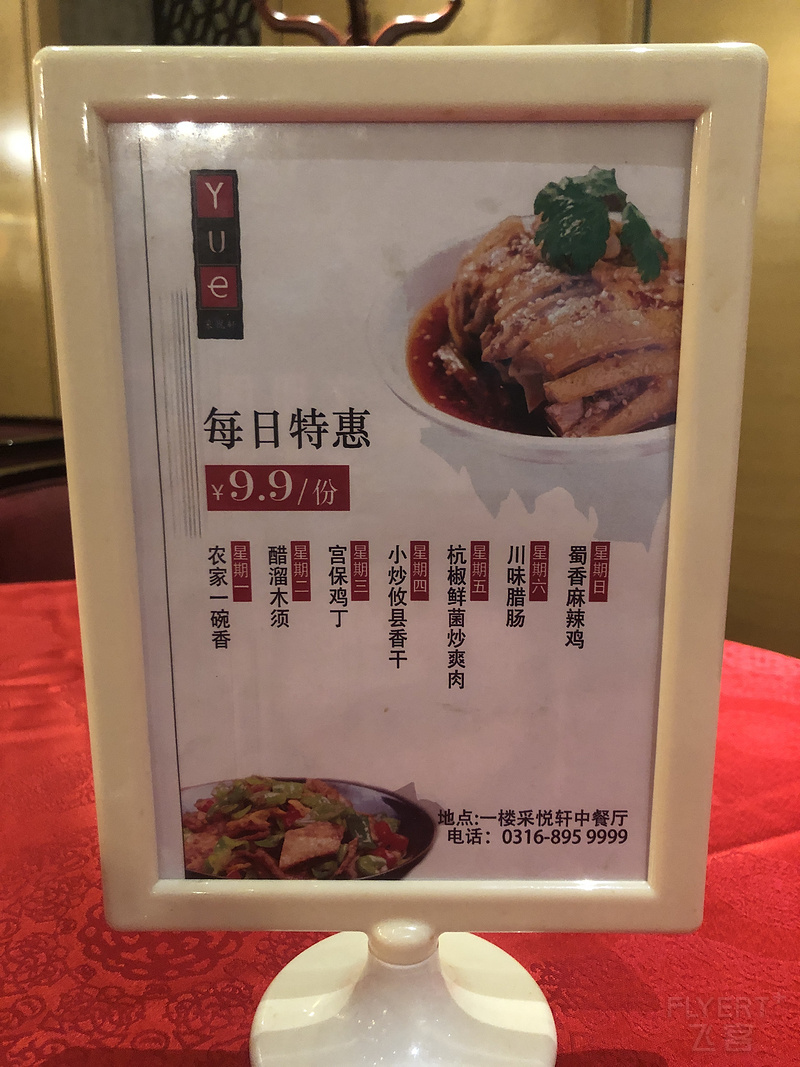 Yue
采悦轩
每日特惠
¥9.9/份
星期一
农家一碗香
星期二
醋溜木须
星期三
宫保鸡丁
星期四
小炒攸县香干
星期五
杭椒鲜菌炒爽肉
星期六
川味腊肠
星期日
蜀香麻辣鸡
地点:一楼采悦轩中餐厅
电话：0316-895 9999
FLYERT
飞客